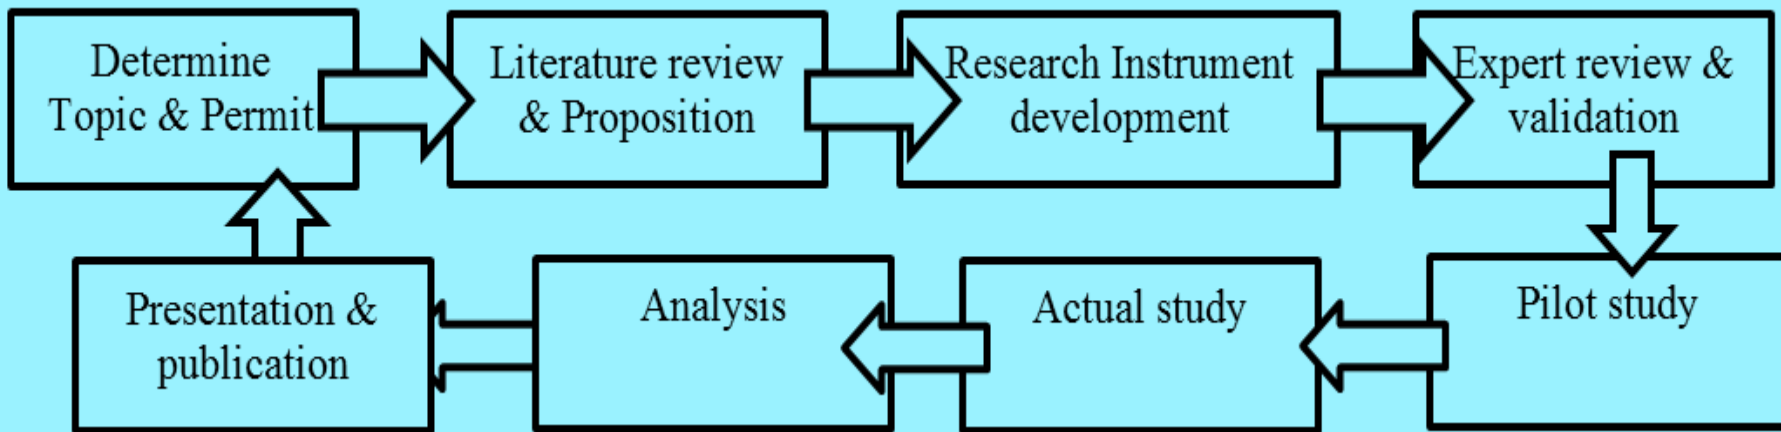 Determine
Topic & Permit
Literature review
& Proposition
Research Instrument
development
Expert review &
validation
Pilot study
Actual study
Analysis
Presentation &
publication